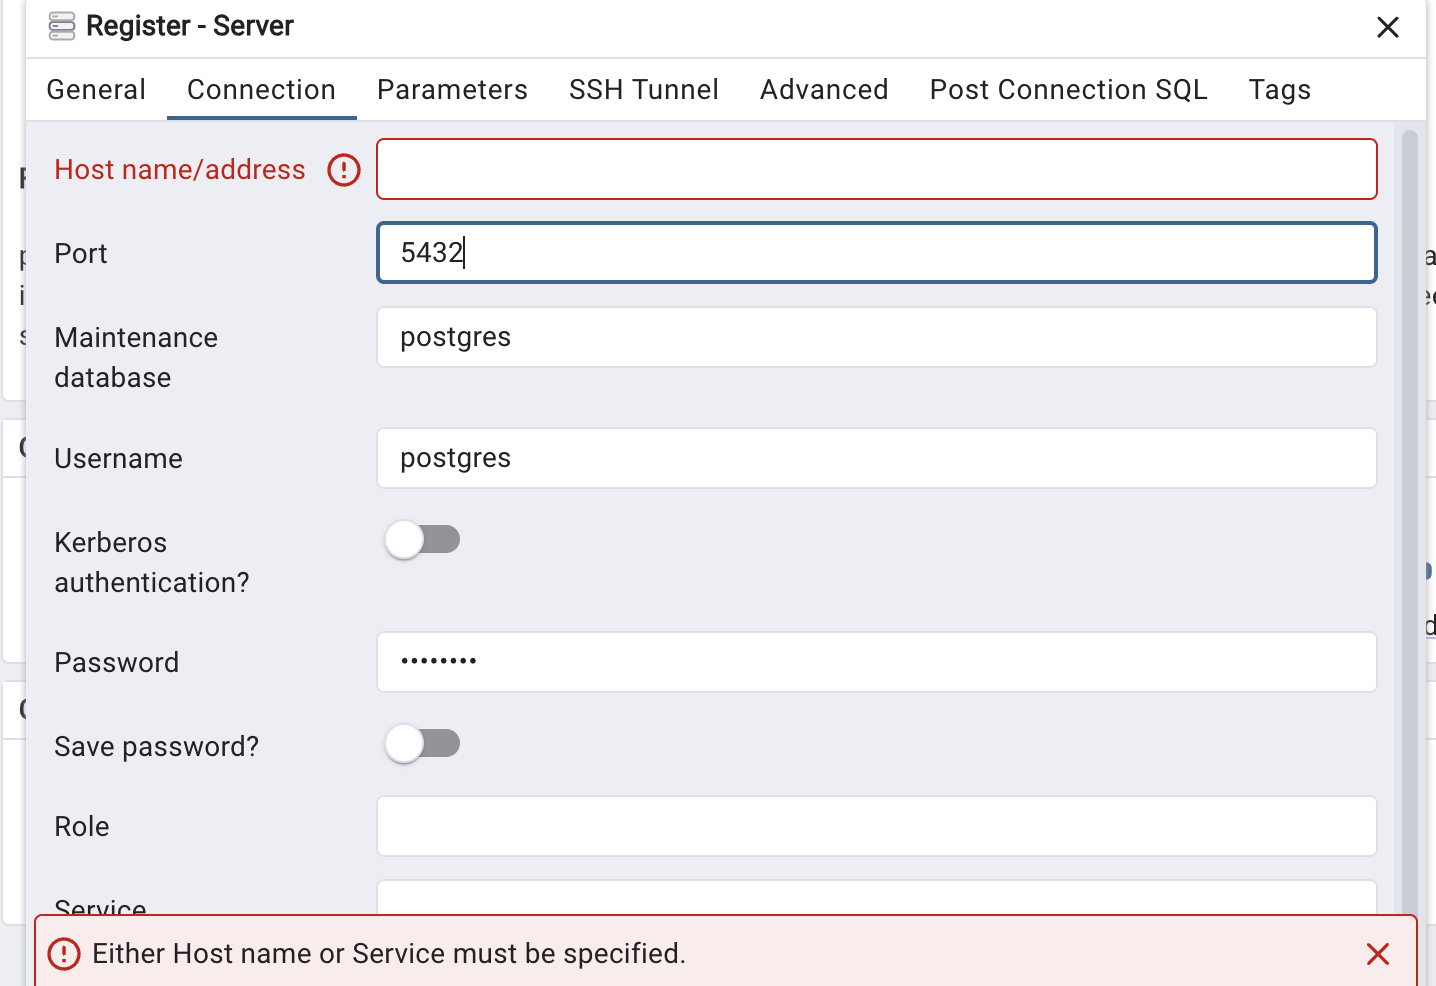 Register - Server
General Connection Parameters SSH Tunnel Advanced Post Connection SQL Tags
Host name/address
Port 5432
Maintenance database postgres
Username postgres
Kerberos authentication?
Password ••••••••
Save password?
Role
Service
Either Host name or Service must be specified.